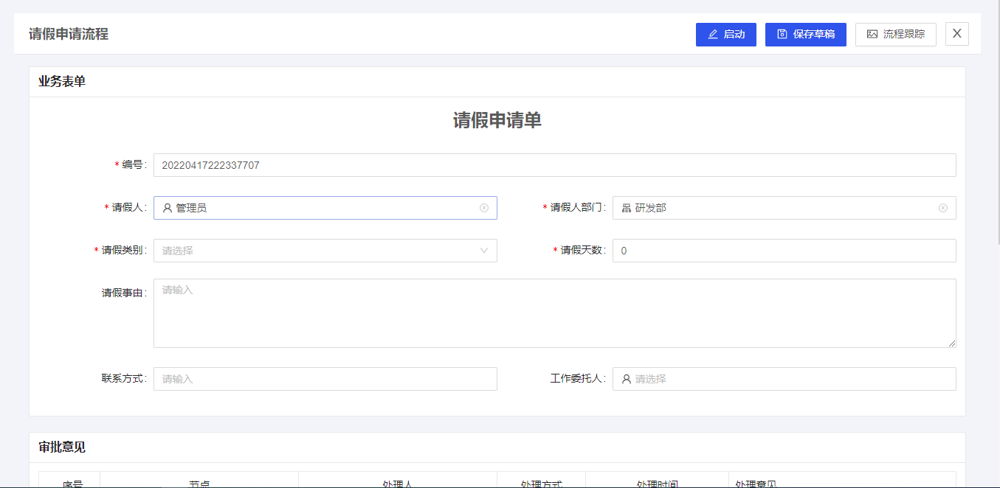 请假申请流程 启动 保存草稿 流程跟踪 X
业务表单
请假申请单
* 编号: 20220417222337707
* 请假人: 管理员 * 请假人部门: 研发部
* 请假类别: 请选择 * 请假天数: 0
请假事由: 请输入
联系方式: 请输入 工作委托人: 请选择
审批意见
序号 节点 处理人 处理方式 处理时间 处理意见